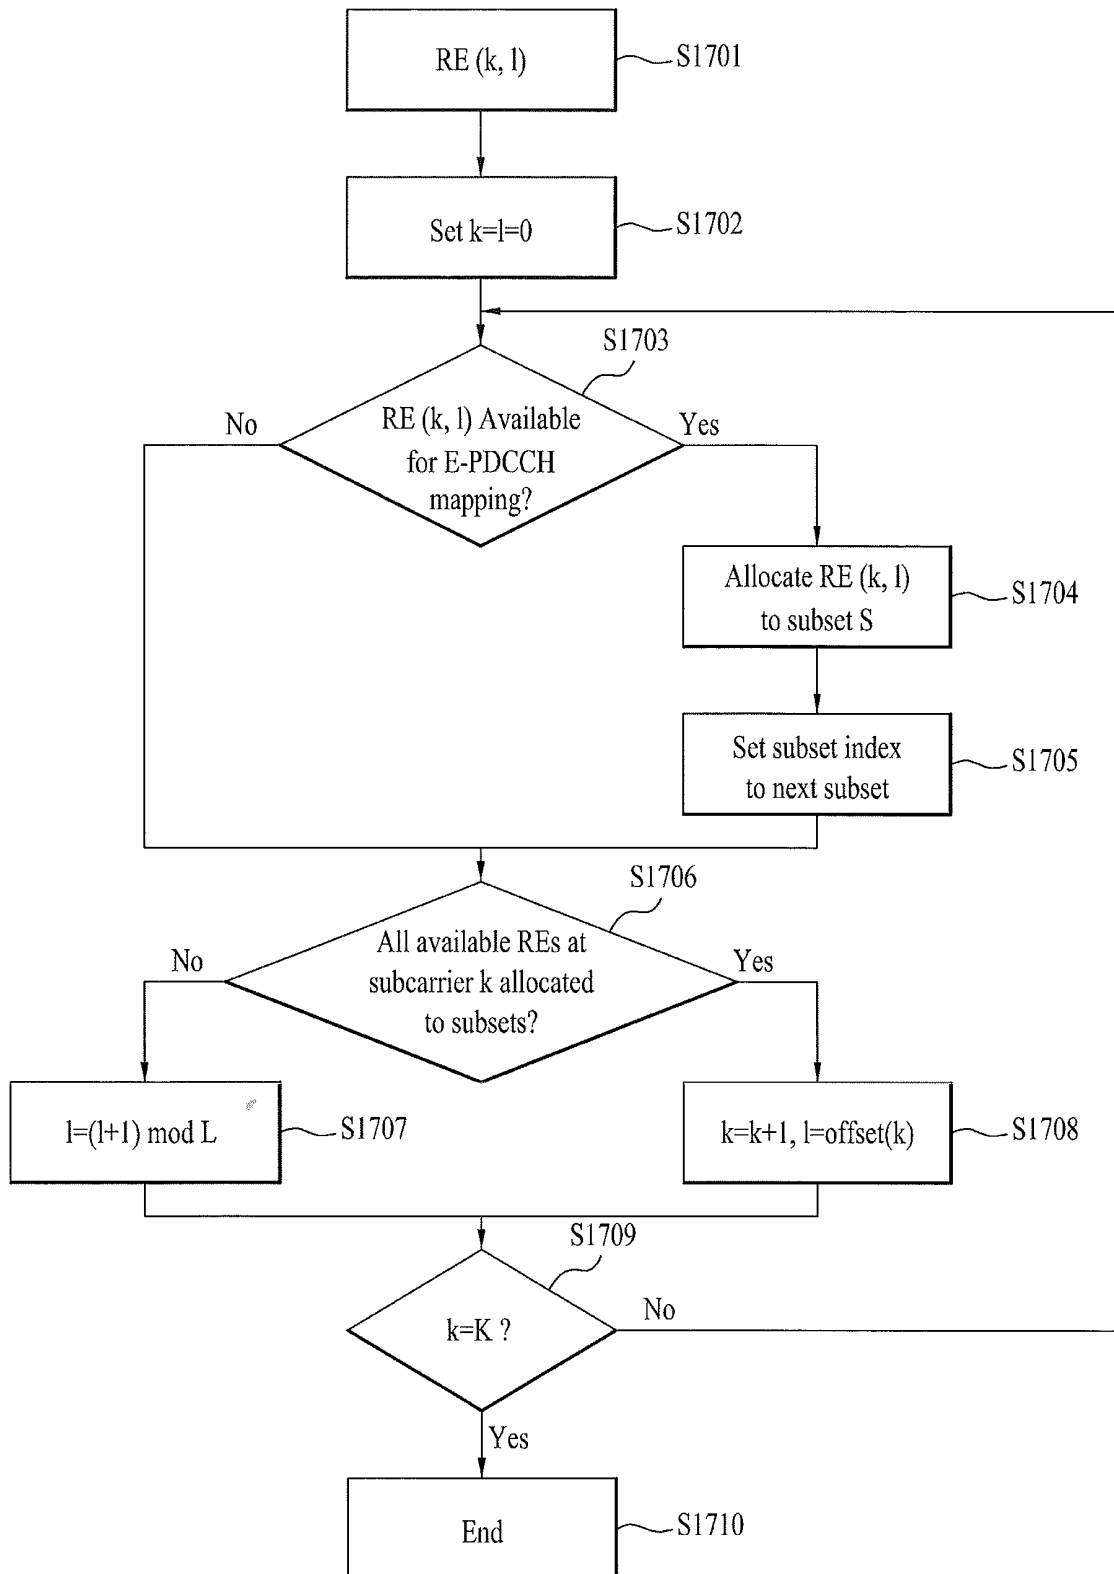 RE (k, l)
S1701
Set k=l=0
S1702
S1703
No
RE (k, l) Available
for E-PDCCH
mapping?
Yes
Allocate RE (k, l)
to subset S
S1704
Set subset index
to next subset
S1705
S1706
No
All available REs at
subcarrier k allocated
to subsets?
Yes
l=(l+1) mod L
S1707
k=k+1, l=offset(k)
S1708
S1709
k=K ?
No
Yes
End
S1710